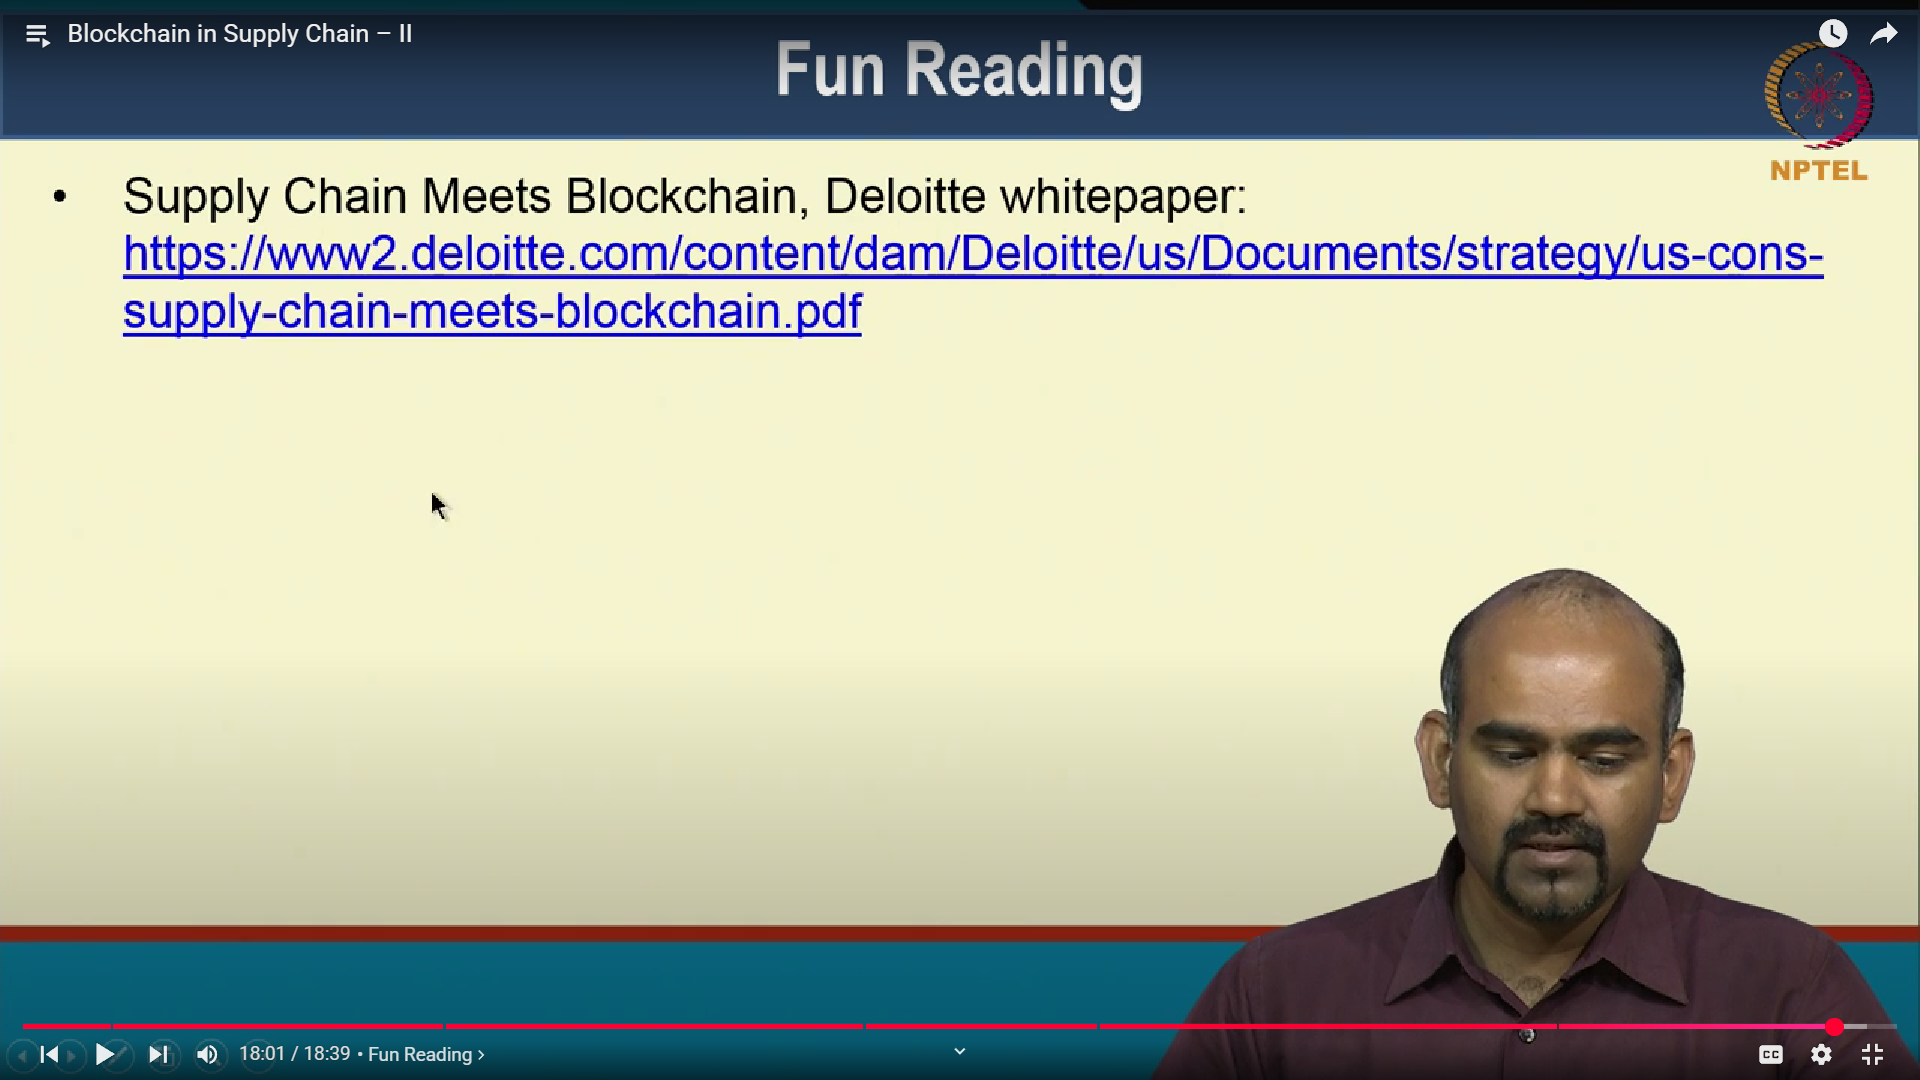 Blockchain in Supply Chain – II
Fun Reading
NPTEL
• Supply Chain Meets Blockchain, Deloitte whitepaper:
https://www2.deloitte.com/content/dam/Deloitte/us/Documents/strategy/us-cons-
supply-chain-meets-blockchain.pdf
18:01 / 18:39 • Fun Reading ›
CC